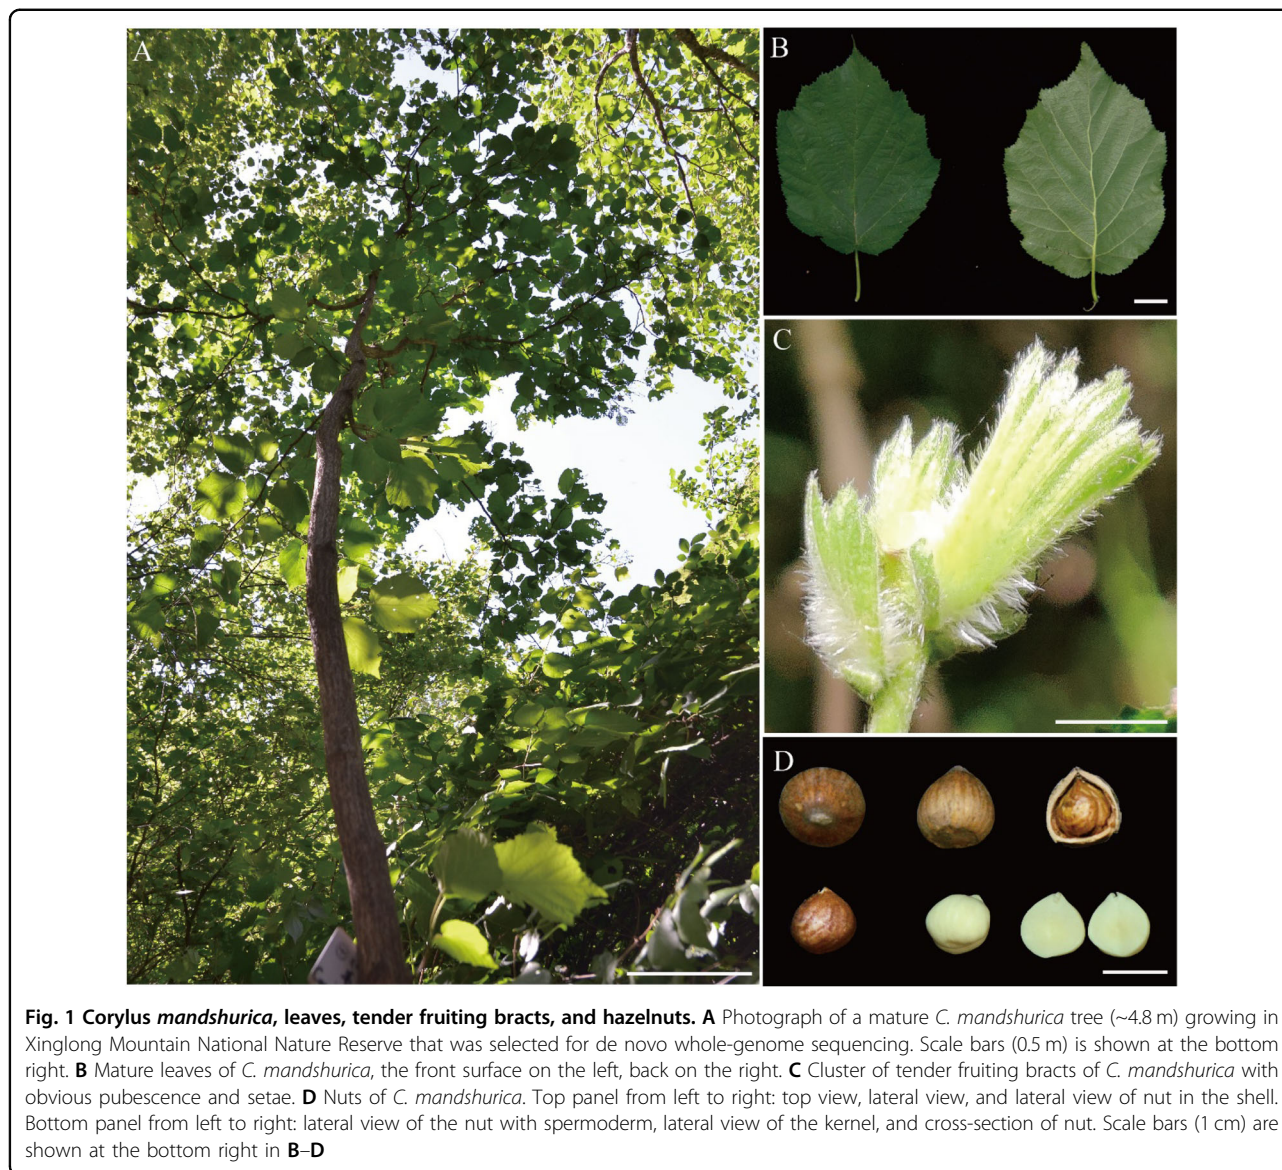 A
B
C
D
Fig. 1 Corylus mandshurica, leaves, tender fruiting bracts, and hazelnuts. A Photograph of a mature C. mandshurica tree (~4.8 m) growing in
Xinglong Mountain National Nature Reserve that was selected for de novo whole-genome sequencing. Scale bars (0.5 m) is shown at the bottom
right. B Mature leaves of C. mandshurica, the front surface on the left, back on the right. C Cluster of tender fruiting bracts of C. mandshurica with
obvious pubescence and setae. D Nuts of C. mandshurica. Top panel from left to right: top view, lateral view, and lateral view of nut in the shell.
Bottom panel from left to right: lateral view of the nut with spermoderm, lateral view of the kernel, and cross-section of nut. Scale bars (1 cm) are
shown at the bottom right in B–D